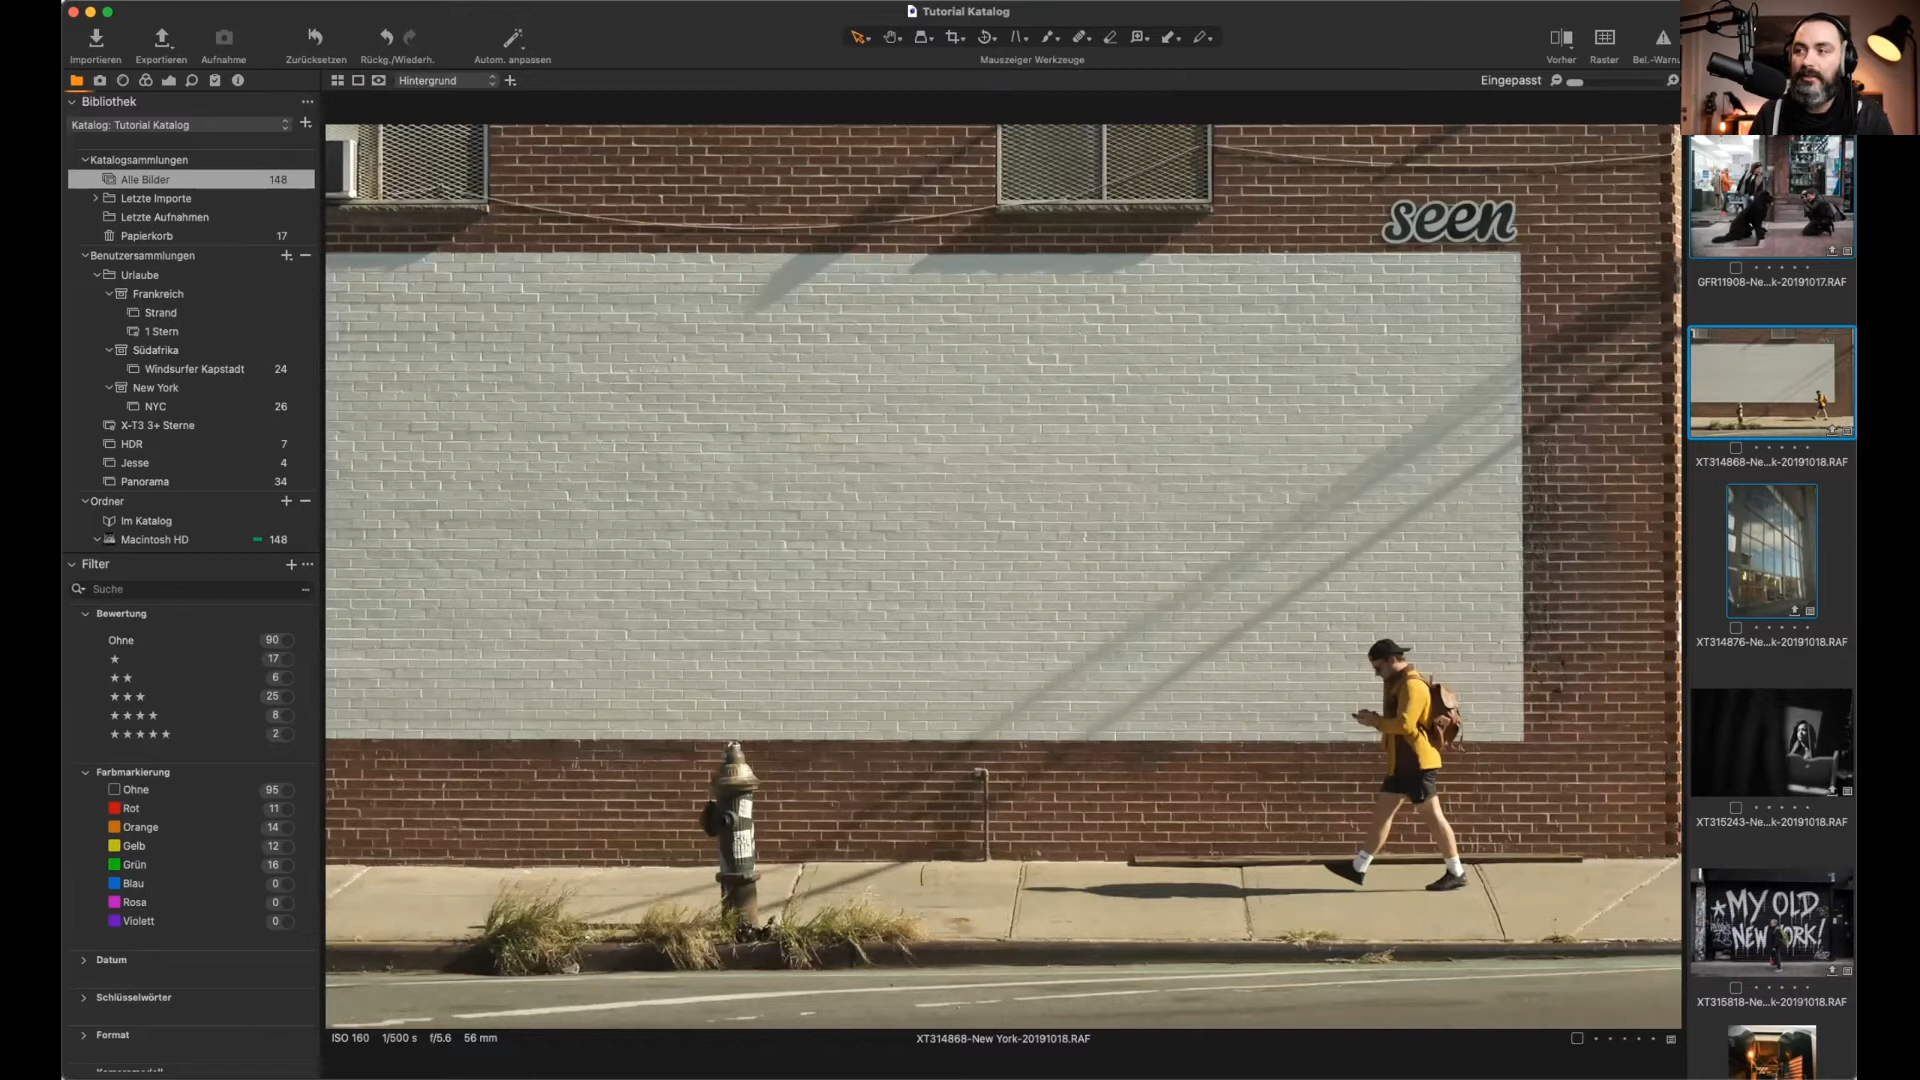 Tutorial Katalog
Importieren
Exportieren
Aufnahme
Zurücksetzen
Rückg./Wiederh.
Autom. anpassen
Mauszeiger Werkzeuge
Vorher
Raster
Bel.-Warnu
Hintergrund
Eingepasst
Bibliothek
Katalog: Tutorial Katalog
Katalogsammlungen
Alle Bilder 148
Letzte Importe
Letzte Aufnahmen
Papierkorb 17
Benutzersammlungen
Urlaube
Frankreich
Strand
1 Stern
Südafrika
Windsurfer Kapstadt 24
New York
NYC 26
X-T3 3+ Sterne
HDR 7
Jesse 4
Panorama 34
Ordner
Im Katalog
Macintosh HD 148
Filter
Suche
Bewertung
Ohne 90
★ 17
★★ 6
★★★ 25
★★★★ 8
★★★★★ 2
Farbmarkierung
Ohne 95
Rot 11
Orange 14
Gelb 12
Grün 16
Blau 0
Rosa 0
Violett 0
Datum
Schlüsselwörter
Format
seen
ISO 160 1/500 s f/5.6 56 mm
XT314868-New York-20191018.RAF
GFR11908-Ne...k-20191017.RAF
XT314868-Ne...k-20191018.RAF
XT314876-Ne...k-20191018.RAF
XT315243-Ne...k-20191018.RAF
MY OLD
NEW YORK!
XT315818-Ne...k-20191018.RAF